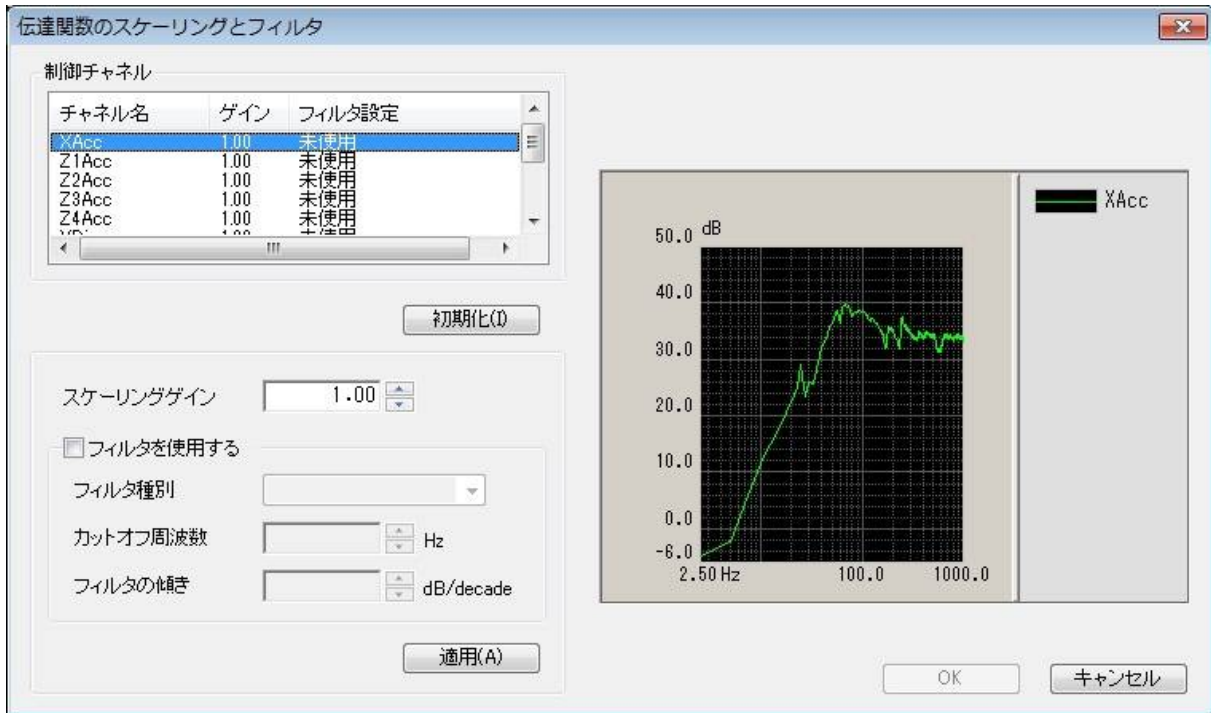 伝達関数のスケーリングとフィルタ
制御チャネル
チャネル名 ゲイン フィルタ設定
XAcc 1.00 未使用
Z1Acc 1.00 未使用
Z2Acc 1.00 未使用
Z3Acc 1.00 未使用
Z4Acc 1.00 未使用
初期化(I)
スケーリングゲイン 1.00
フィルタを使用する
フィルタ種別
カットオフ周波数 Hz
フィルタの傾き dB/decade
適用(A)
XAcc
50.0 dB
40.0
30.0
20.0
10.0
0.0
-6.0
2.50 Hz 100.0 1000.0
OK キャンセル